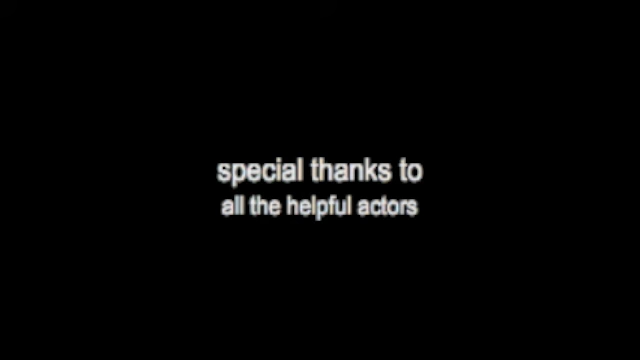 special thanks to
all the helpful actors